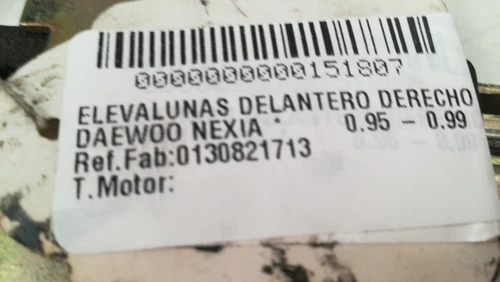 0000000000151807
ELEVALUNAS DELANTERO DERECHO
DAEWOO NEXIA * 0.95 - 0.99
Ref.Fab:0130821713
T.Motor: